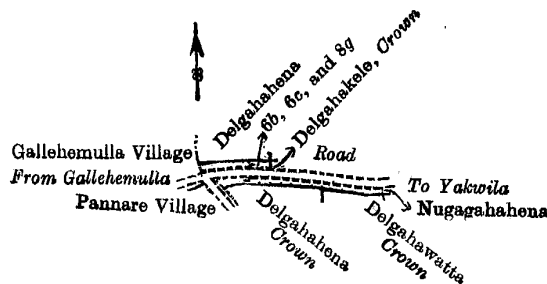 Delgahahena
6b, 6c, and 8g
Delgahakele, Crown
Gallehemulla Village
Road
From Gallehemulla
To Yakwila
Pannare Village
Nugagahahena
Delgahahena
Crown
Delgahawatta
Crown